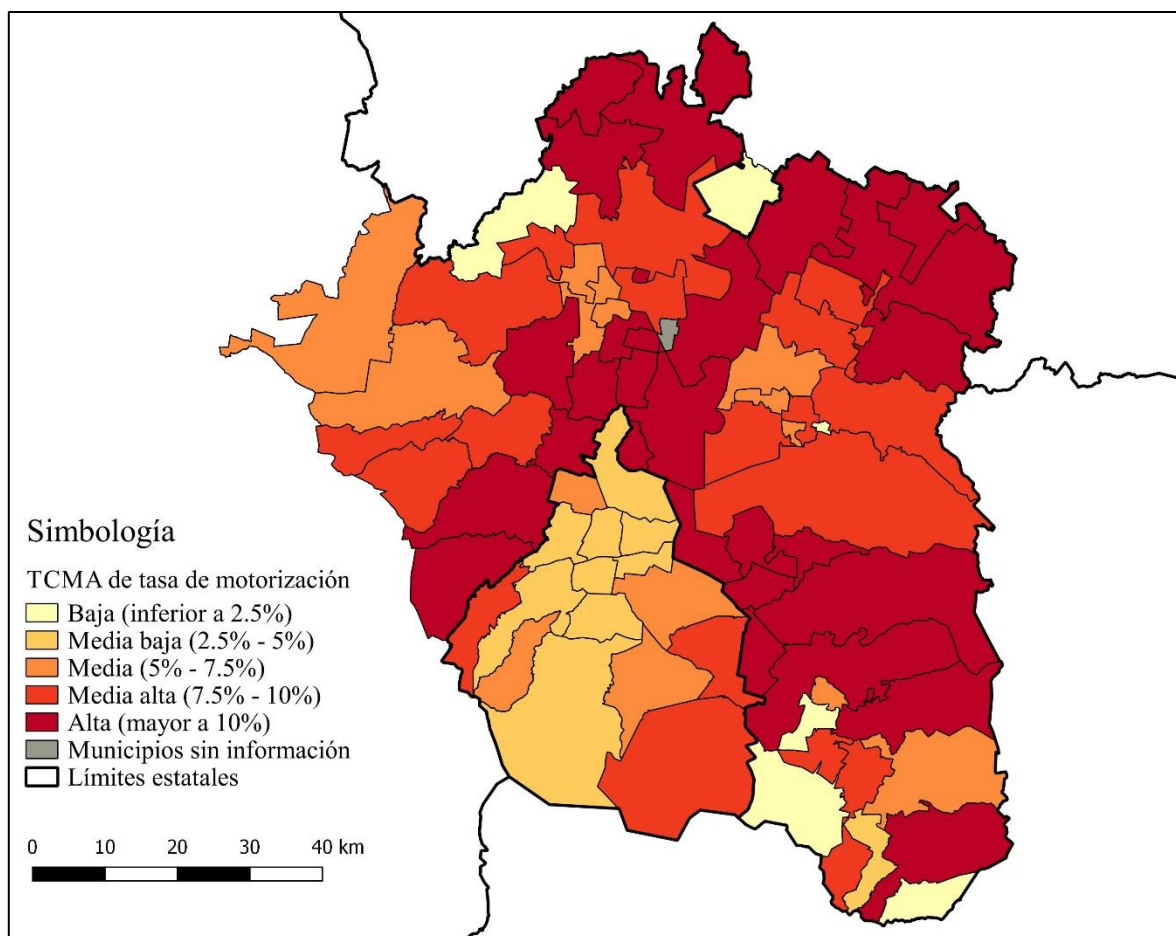 Simbología
TCMA de tasa de motorización
Baja (inferior a 2.5%)
Media baja (2.5% - 5%)
Media (5% - 7.5%)
Media alta (7.5% - 10%)
Alta (mayor a 10%)
Municipios sin información
Límites estatales
0 10 20 30 40 km